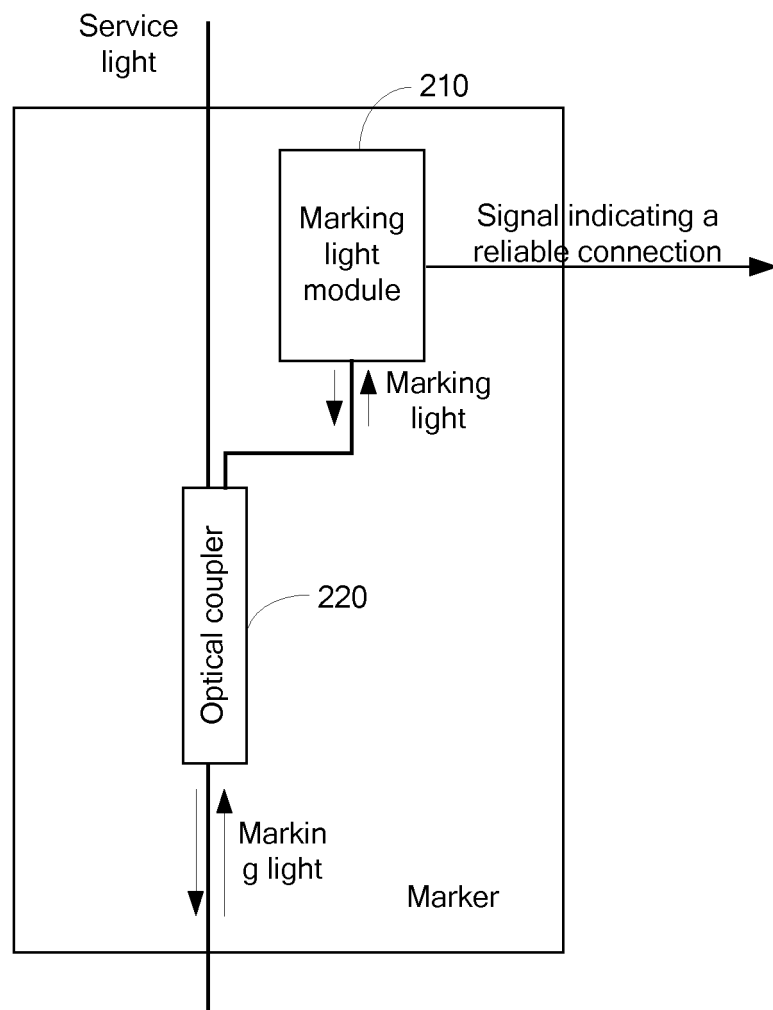 Service
light
210
Marking
light
module
Signal indicating a
reliable connection
Marking
light
Optical coupler
220
Markin
g light
Marker